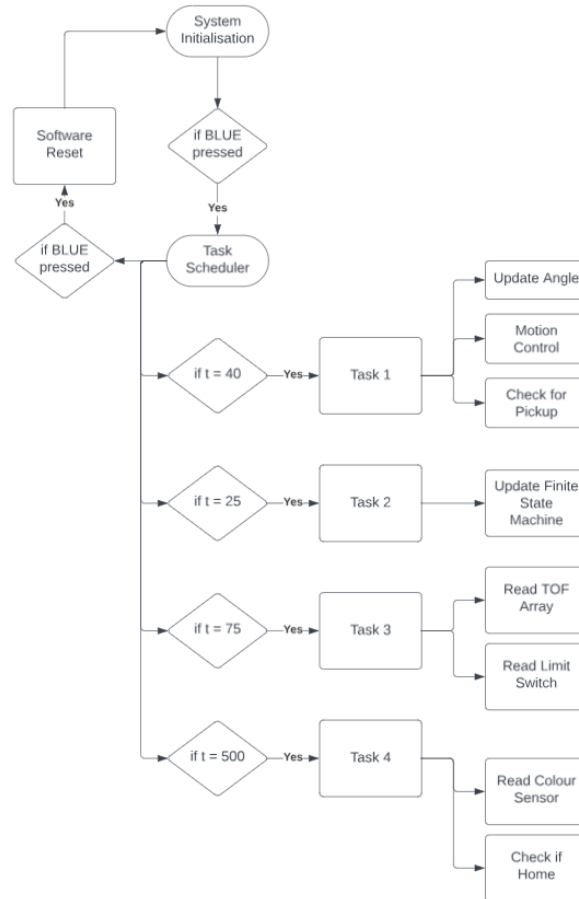 System
Initialisation
if BLUE
pressed
Software
Reset
Yes
Yes
if BLUE
pressed
Task
Scheduler
Update Angle
Motion
Control
Check for
Pickup
if t = 40
Yes
Task 1
if t = 25
Yes
Task 2
Update Finite
State
Machine
Read TOF
Array
if t = 75
Yes
Task 3
Read Limit
Switch
if t = 500
Yes
Task 4
Read Colour
Sensor
Check if
Home